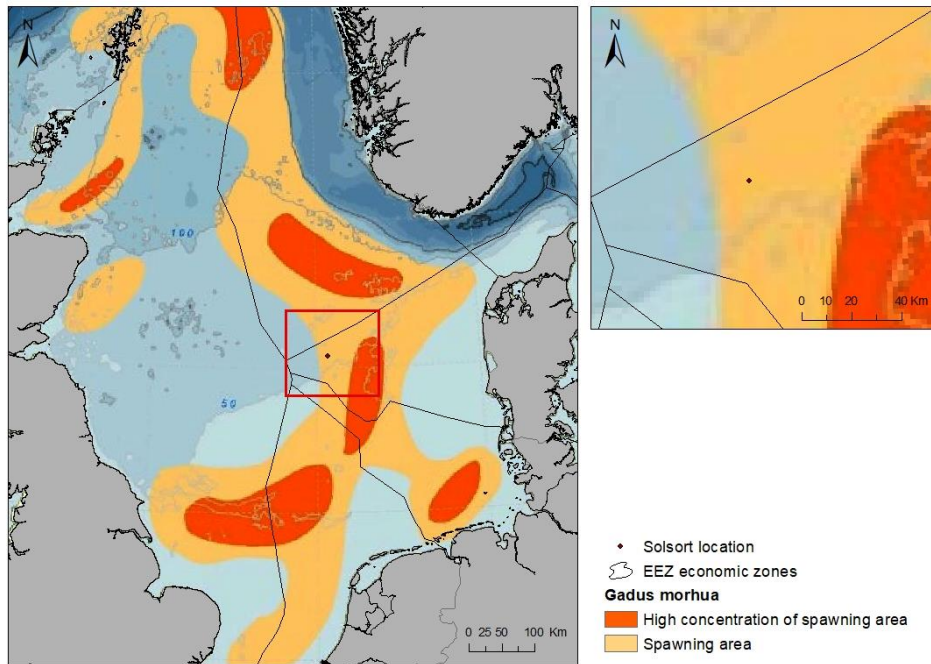 N
100
50
0 25 50 100 Km
N
0 10 20 40 Km
Solsort location
EEZ economic zones
Gadus morhua
High concentration of spawning area
Spawning area